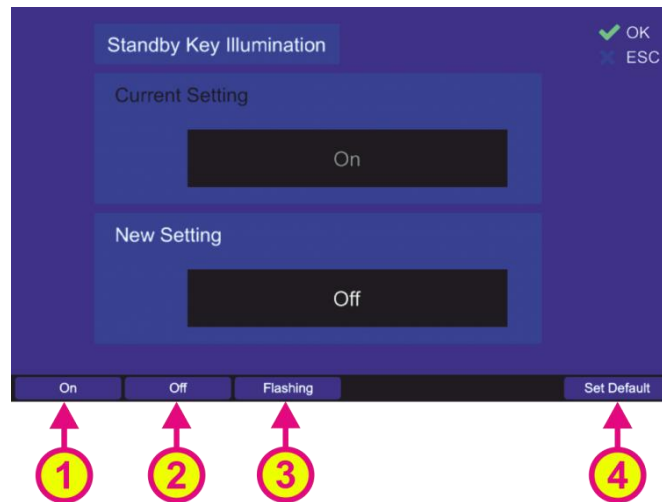 Standby Key Illumination
OK
ESC
Current Setting
On
New Setting
Off
On Off Flashing Set Default
1 2 3 4